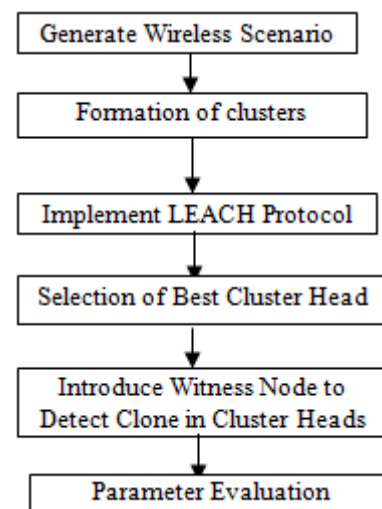 Generate Wireless Scenario
Formation of clusters
Implement LEACH Protocol
Selection of Best Cluster Head
Introduce Witness Node to
Detect Clone in Cluster Heads
Parameter Evaluation